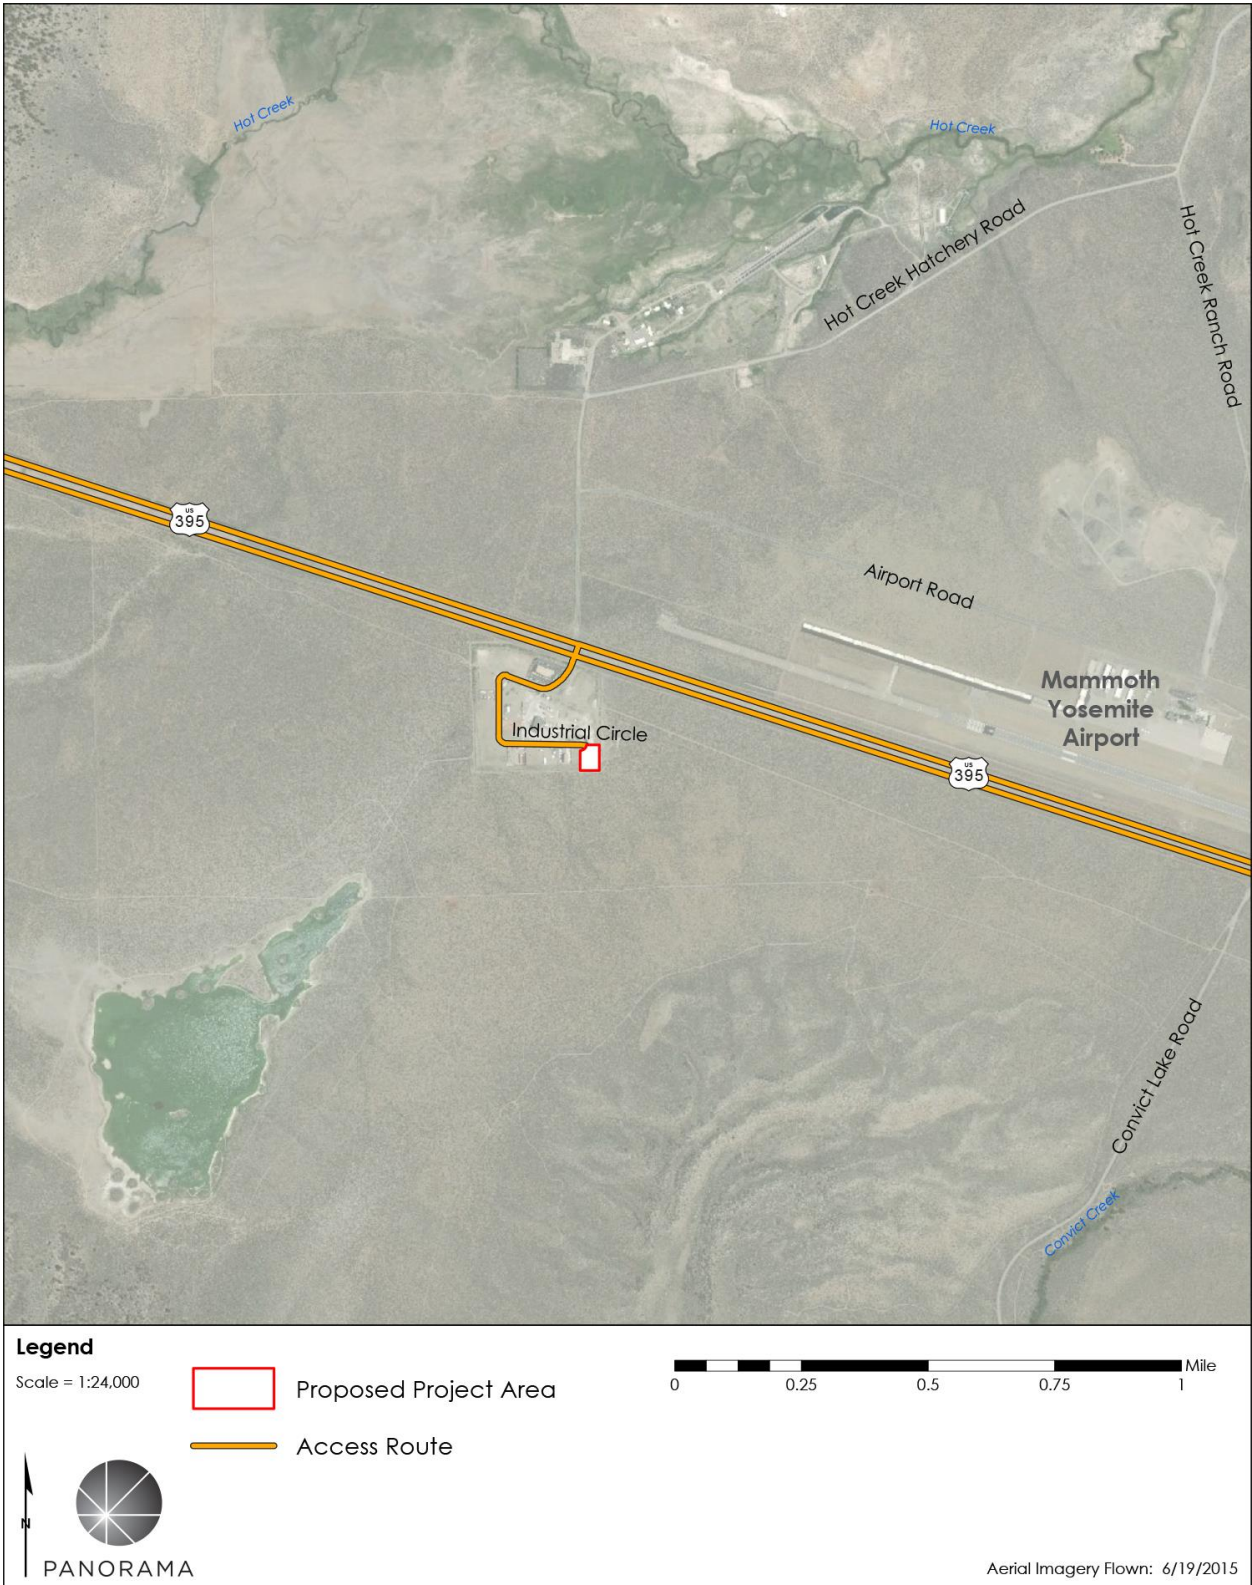 Hot Creek
Hot Creek
Hot Creek Hatchery Road
Hot Creek Ranch Road
US
395
Airport Road
Mammoth
Yosemite
Airport
Industrial Circle
US
395
Convict Lake Road
Convict Creek
Legend
Scale = 1:24,000
Proposed Project Area
Access Route
Mile
0 0.25 0.5 0.75 1
N
PANORAMA
Aerial Imagery Flown: 6/19/2015